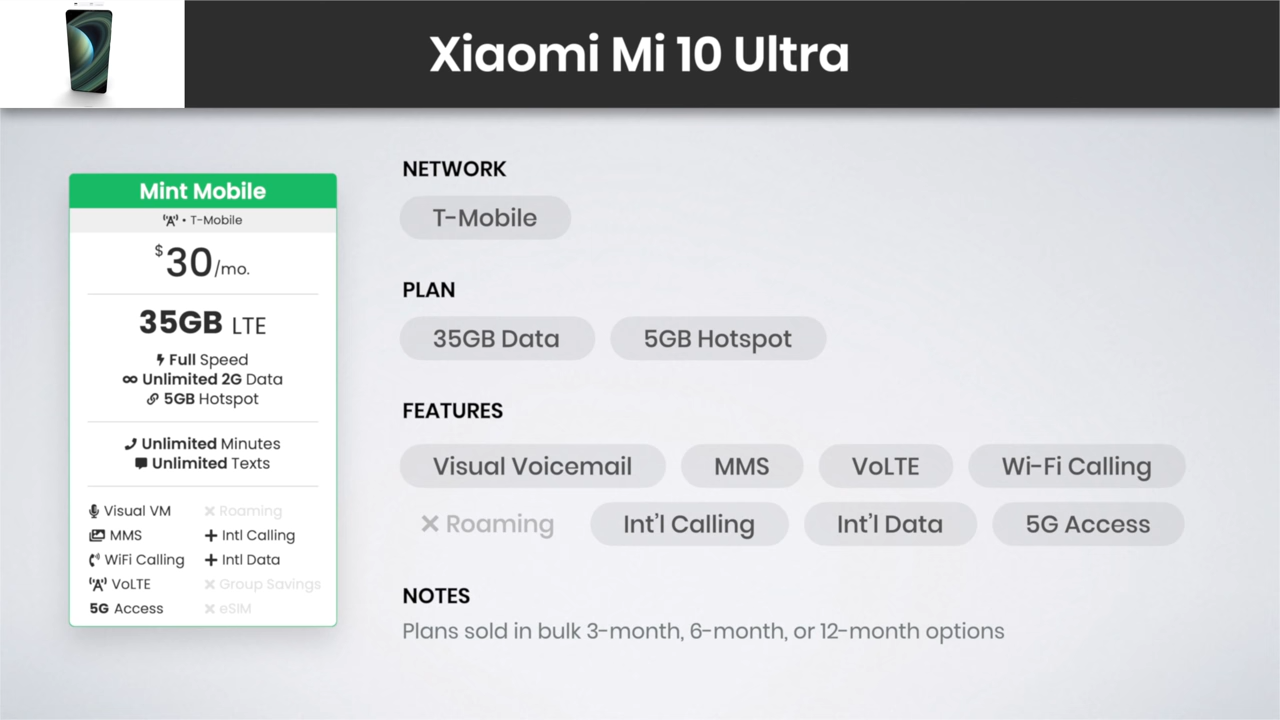 Xiaomi Mi 10 Ultra
Mint Mobile
• T-Mobile
$30/mo.
35GB LTE
Full Speed
Unlimited 2G Data
5GB Hotspot
Unlimited Minutes
Unlimited Texts
Visual VM
Roaming
MMS
Intl Calling
WiFi Calling
Intl Data
VoLTE
Group Savings
5G Access
eSIM
NETWORK
T-Mobile
PLAN
35GB Data
5GB Hotspot
FEATURES
Visual Voicemail
MMS
VoLTE
Wi-Fi Calling
Roaming
Int'l Calling
Int'l Data
5G Access
NOTES
Plans sold in bulk 3-month, 6-month, or 12-month options